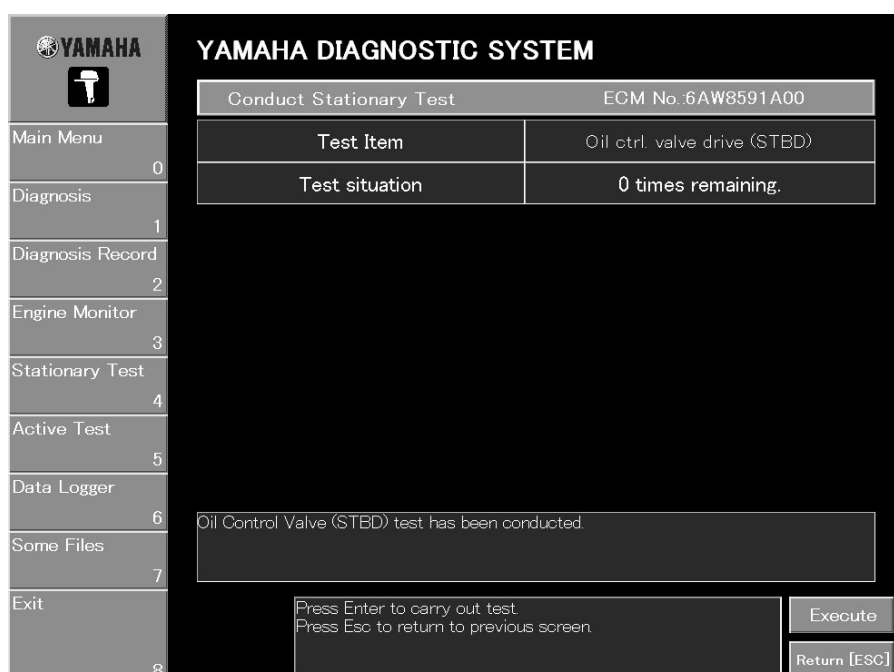 YAMAHA
YAMAHA DIAGNOSTIC SYSTEM
Conduct Stationary Test ECM No.:6AW8591A00
Test Item Oil ctrl. valve drive (STBD)
Test situation 0 times remaining.
Main Menu
0
Diagnosis
1
Diagnosis Record
2
Engine Monitor
3
Stationary Test
4
Active Test
5
Data Logger
6
Some Files
7
Exit
8
Oil Control Valve (STBD) test has been conducted.
Press Enter to carry out test.
Press Esc to return to previous screen.
Execute
Return [ESC]